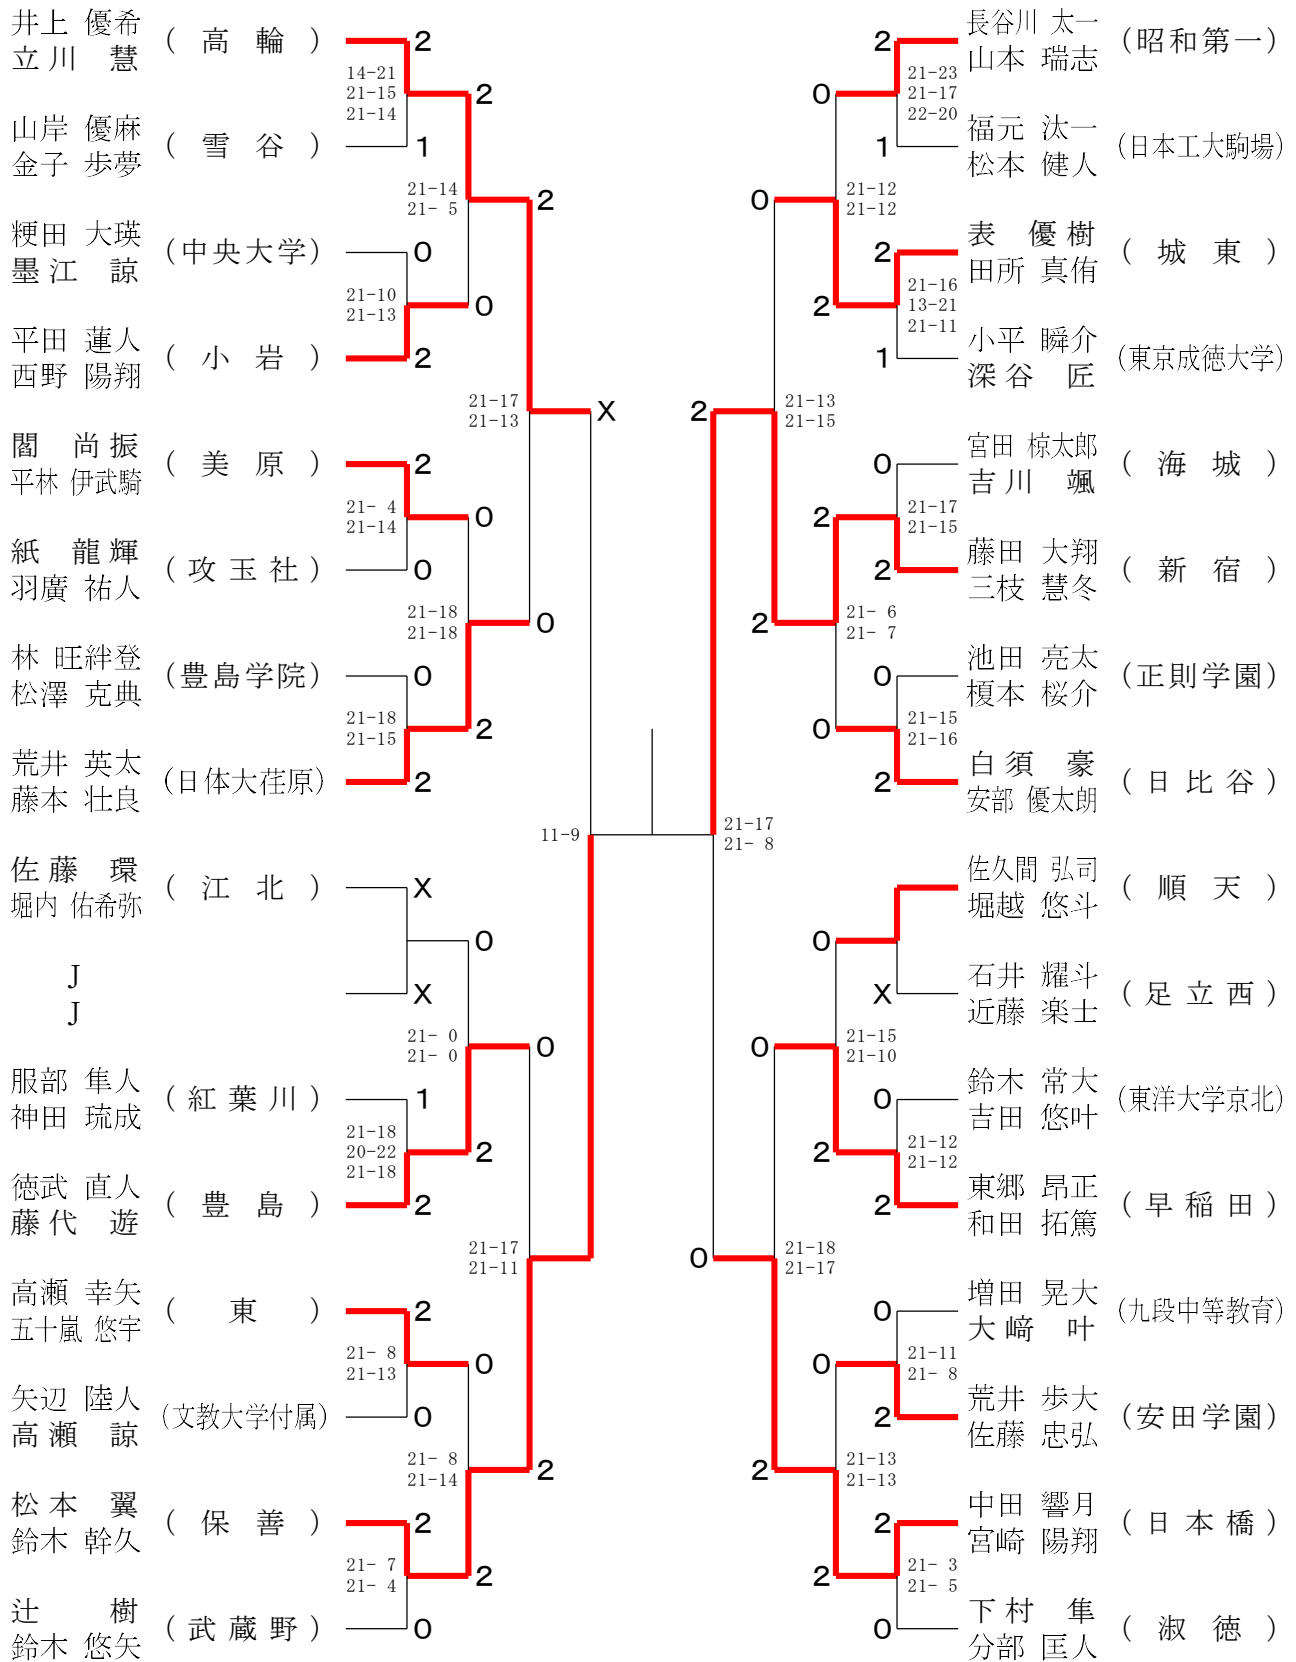 井上 優希
立川 慧
(高輪)
2
14-21
21-15
21-14
2
山岸 優麻
金子 歩夢
(雪谷)
1
21-14
21- 5
2
粳田 大瑛
墨江 諒
(中央大学)
0
21-10
21-13
0
平田 蓮人
西野 陽翔
(小岩)
2
21-17
21-13
X
閻 尚振
平林 伊武騎
(美原)
2
21- 4
21-14
0
紙 龍輝
羽廣 祐人
(攻玉社)
0
21-18
21-18
0
林 旺絆登
松澤 克典
(豊島学院)
0
21-18
21-15
2
荒井 英太
藤本 壮良
(日体大荏原)
2
11-9
佐藤 環
堀内 佑希弥
(江北)
X
0
J
J
X
21- 0
21- 0
0
服部 隼人
神田 琉成
(紅葉川)
1
21-18
20-22
21-18
2
徳武 直人
藤代 遊
(豊島)
2
21-17
21-11
高瀬 幸矢
五十嵐 悠宇
(東)
2
21- 8
21-13
0
矢辺 陸人
高瀬 諒
(文教大学付属)
0
21- 8
21-14
2
松本 翼
鈴木 幹久
(保善)
2
21- 7
21- 4
2
辻 樹
鈴木 悠矢
(武蔵野)
0
長谷川 太一
山本 瑞志
(昭和第一)
2
21-23
21-17
22-20
0
福元 汰一
松本 健人
(日本工大駒場)
1
21-12
21-12
0
表 優樹
田所 真侑
(城東)
2
21-16
13-21
21-11
2
小平 瞬介
深谷 匠
(東京成徳大学)
1
21-13
21-15
2
宮田 椋太郎
吉川 颯
(海城)
0
21-17
21-15
2
藤田 大翔
三枝 慧冬
(新宿)
2
21- 6
21- 7
2
池田 亮太
榎本 桜介
(正則学園)
0
21-15
21-16
0
白須 豪
安部 優太朗
(日比谷)
2
21-17
21- 8
佐久間 弘司
堀越 悠斗
(順天)
0
石井 耀斗
近藤 楽士
(足立西)
X
21-15
21-10
0
鈴木 常大
吉田 悠叶
(東洋大学京北)
0
21-12
21-12
2
東郷 昂正
和田 拓篤
(早稲田)
2
21-18
21-17
0
増田 晃大
大﨑 叶
(九段中等教育)
0
21-11
21- 8
0
荒井 歩大
佐藤 忠弘
(安田学園)
2
21-13
21-13
2
中田 響月
宮崎 陽翔
(日本橋)
2
21- 3
21- 5
2
下村 隼
分部 匡人
(淑徳)
0